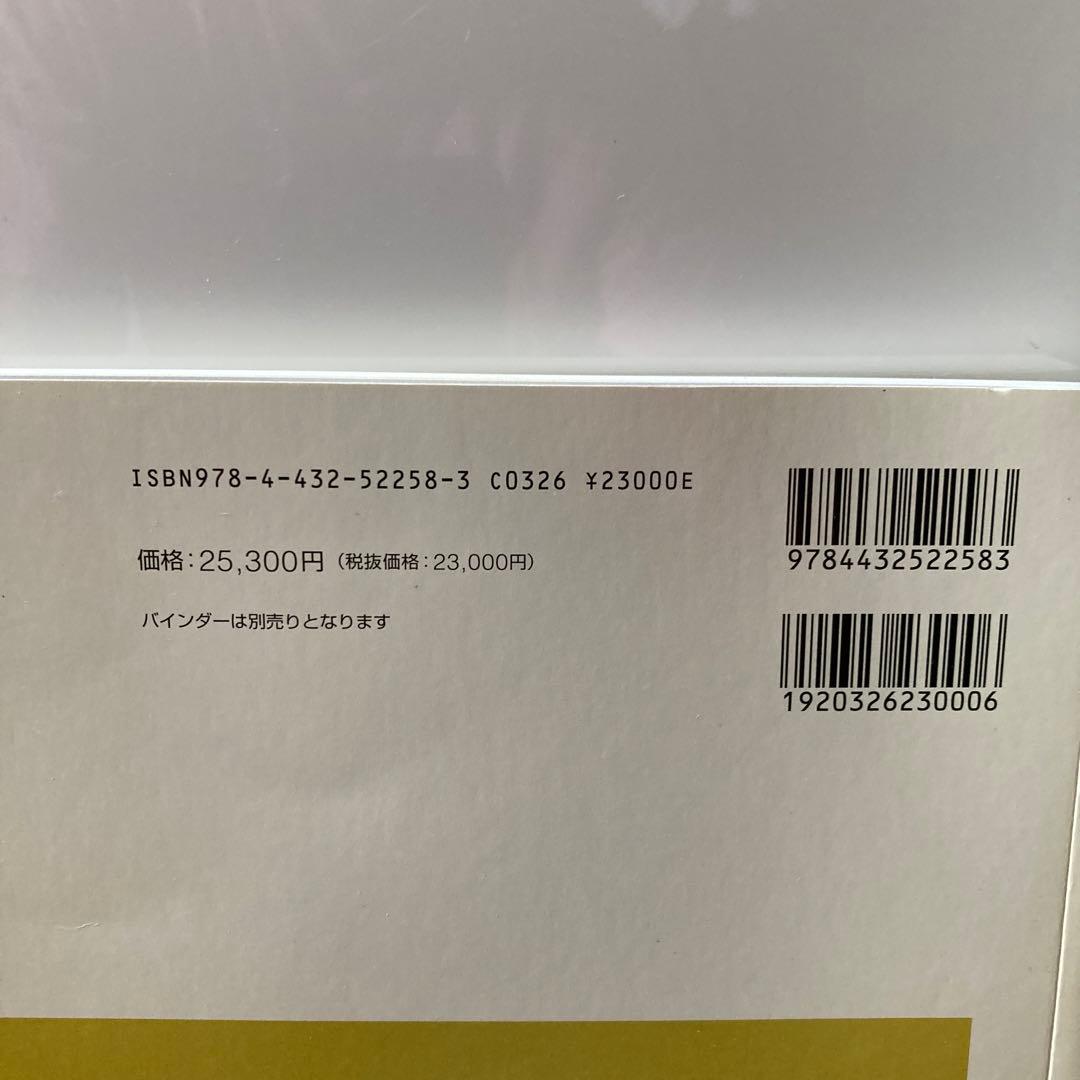 ISBN978-4-432-52258-3 C0326 ¥23000E
価格：25,300円（税抜価格：23,000円）
バインダーは別売りとなります
9784432522583
1920326230006